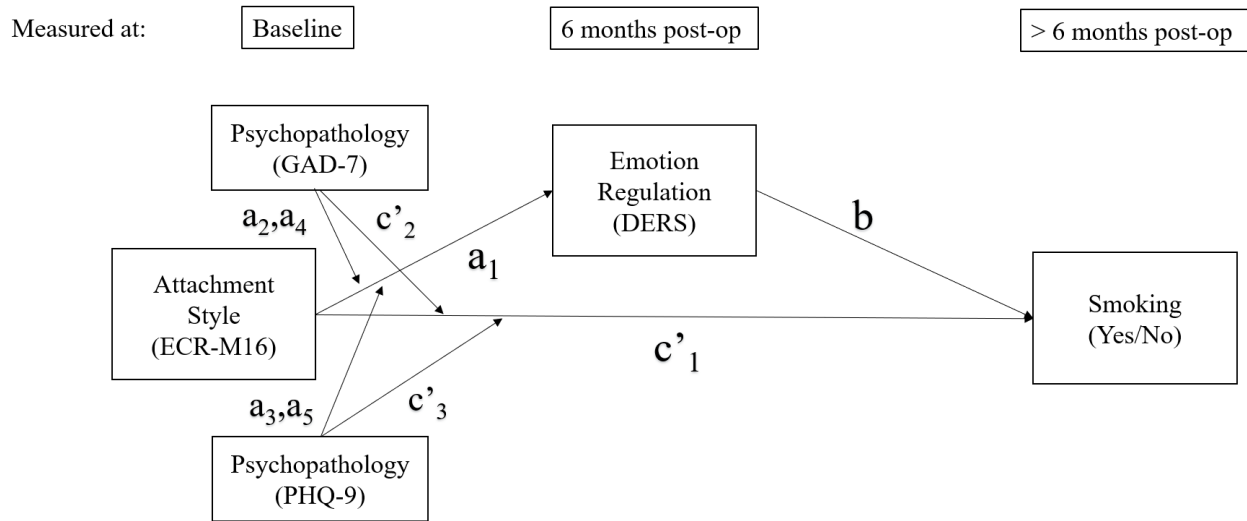 Measured at:
Baseline
6 months post-op
> 6 months post-op
Psychopathology
(GAD-7)
Emotion
Regulation
(DERS)
a2,a4
c’2
b
a1
Attachment
Style
(ECR-M16)
Smoking
(Yes/No)
c’1
a3,a5
c’3
Psychopathology
(PHQ-9)